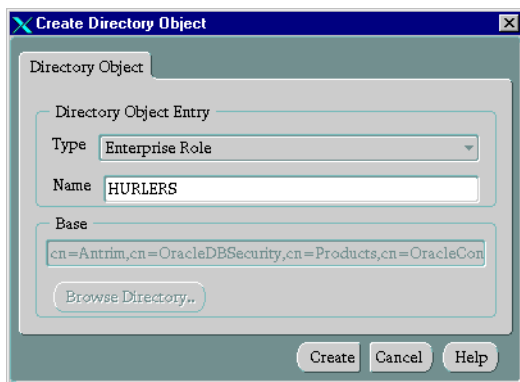 Create Directory Object
Directory Object
Directory Object Entry
Type Enterprise Role
Name HURLERS
Base
cn=Antrim,cn=OracleDBSecurity,cn=Products,cn=OracleCon
Browse Directory..
Create Cancel Help